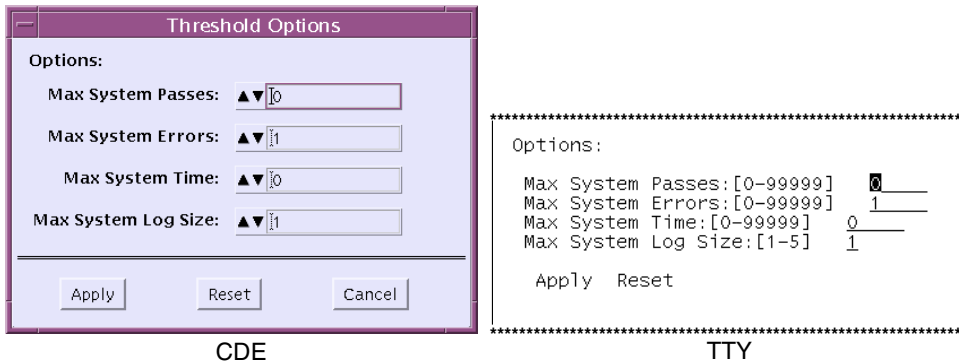 Threshold Options
Options:
Max System Passes: 0
Max System Errors: 1
Max System Time: 0
Max System Log Size: 1
Apply Reset Cancel
CDE
************************************************************
Options:
Max System Passes:[0-99999] 0
Max System Errors:[0-99999] 1
Max System Time:[0-99999] 0
Max System Log Size:[1-5] 1
Apply Reset
************************************************************
TTY